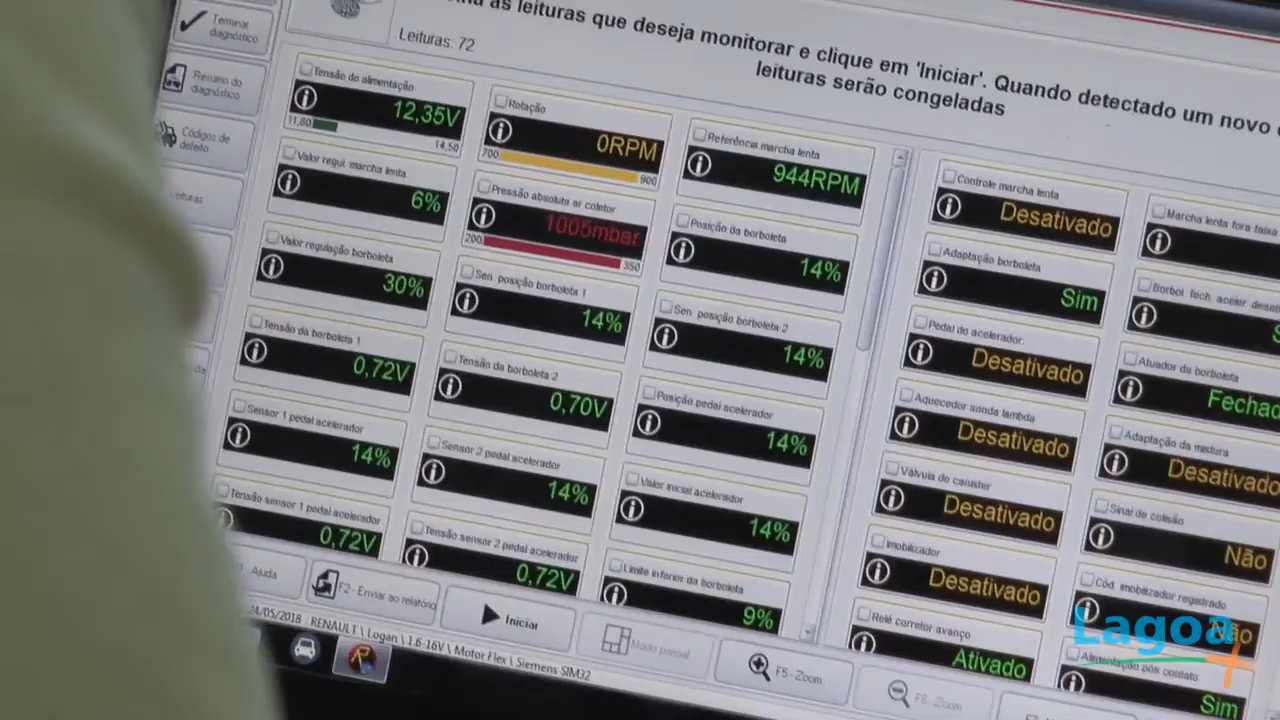 Terminar
diagnóstico
Resumo do
diagnóstico
Códigos de
defeito
as leituras que deseja monitorar e clique em 'Iniciar'. Quando detectado um novo
leituras serão congeladas
Leituras: 72
Tensão de alimentação
12,35V
11,80
14,50
Rotação
0RPM
700
900
Referência marcha lenta
944RPM
Valor regul. marcha lenta
6%
Pressão absoluta ar coletor
1005mbar
200
350
Posição da borboleta
14%
Valor regulação borboleta
30%
Sen. posição borboleta 1
14%
Sen. posição borboleta 2
14%
Tensão da borboleta 1
0,72V
Tensão da borboleta 2
0,70V
Posição pedal acelerador
14%
Sensor 1 pedal acelerador
14%
Sensor 2 pedal acelerador
14%
Valor inicial acelerador
14%
Tensão sensor 1 pedal acelerador
0,72V
Tensão sensor 2 pedal acelerador
0,72V
Limite inferior da borboleta
9%
Controle marcha lenta
Desativado
Marcha lenta fora faixa
Adaptação borboleta
Sim
Borbol. fech. aceler.
Pedal do acelerador.
Desativado
Atuador da borboleta
Aquecedor sonda lambda
Desativado
Adaptação da mistura
Desativado
Válvula do canister
Desativado
Sinal de colisão
Não
Imobilizador
Desativado
Cód. imobilizador registrado
Não
Relé corretor avanço
Ativado
Alimentação pós contato
Sim
Ajuda
F2 - Enviar ao relatório
Iniciar
Modo parcial
F5 - Zoom
F6 - Zoom
24/05/2018 RENAULT \ Logan \ 1.6-16V \ Motor Flex \ Siemens SIM32
Lagoa